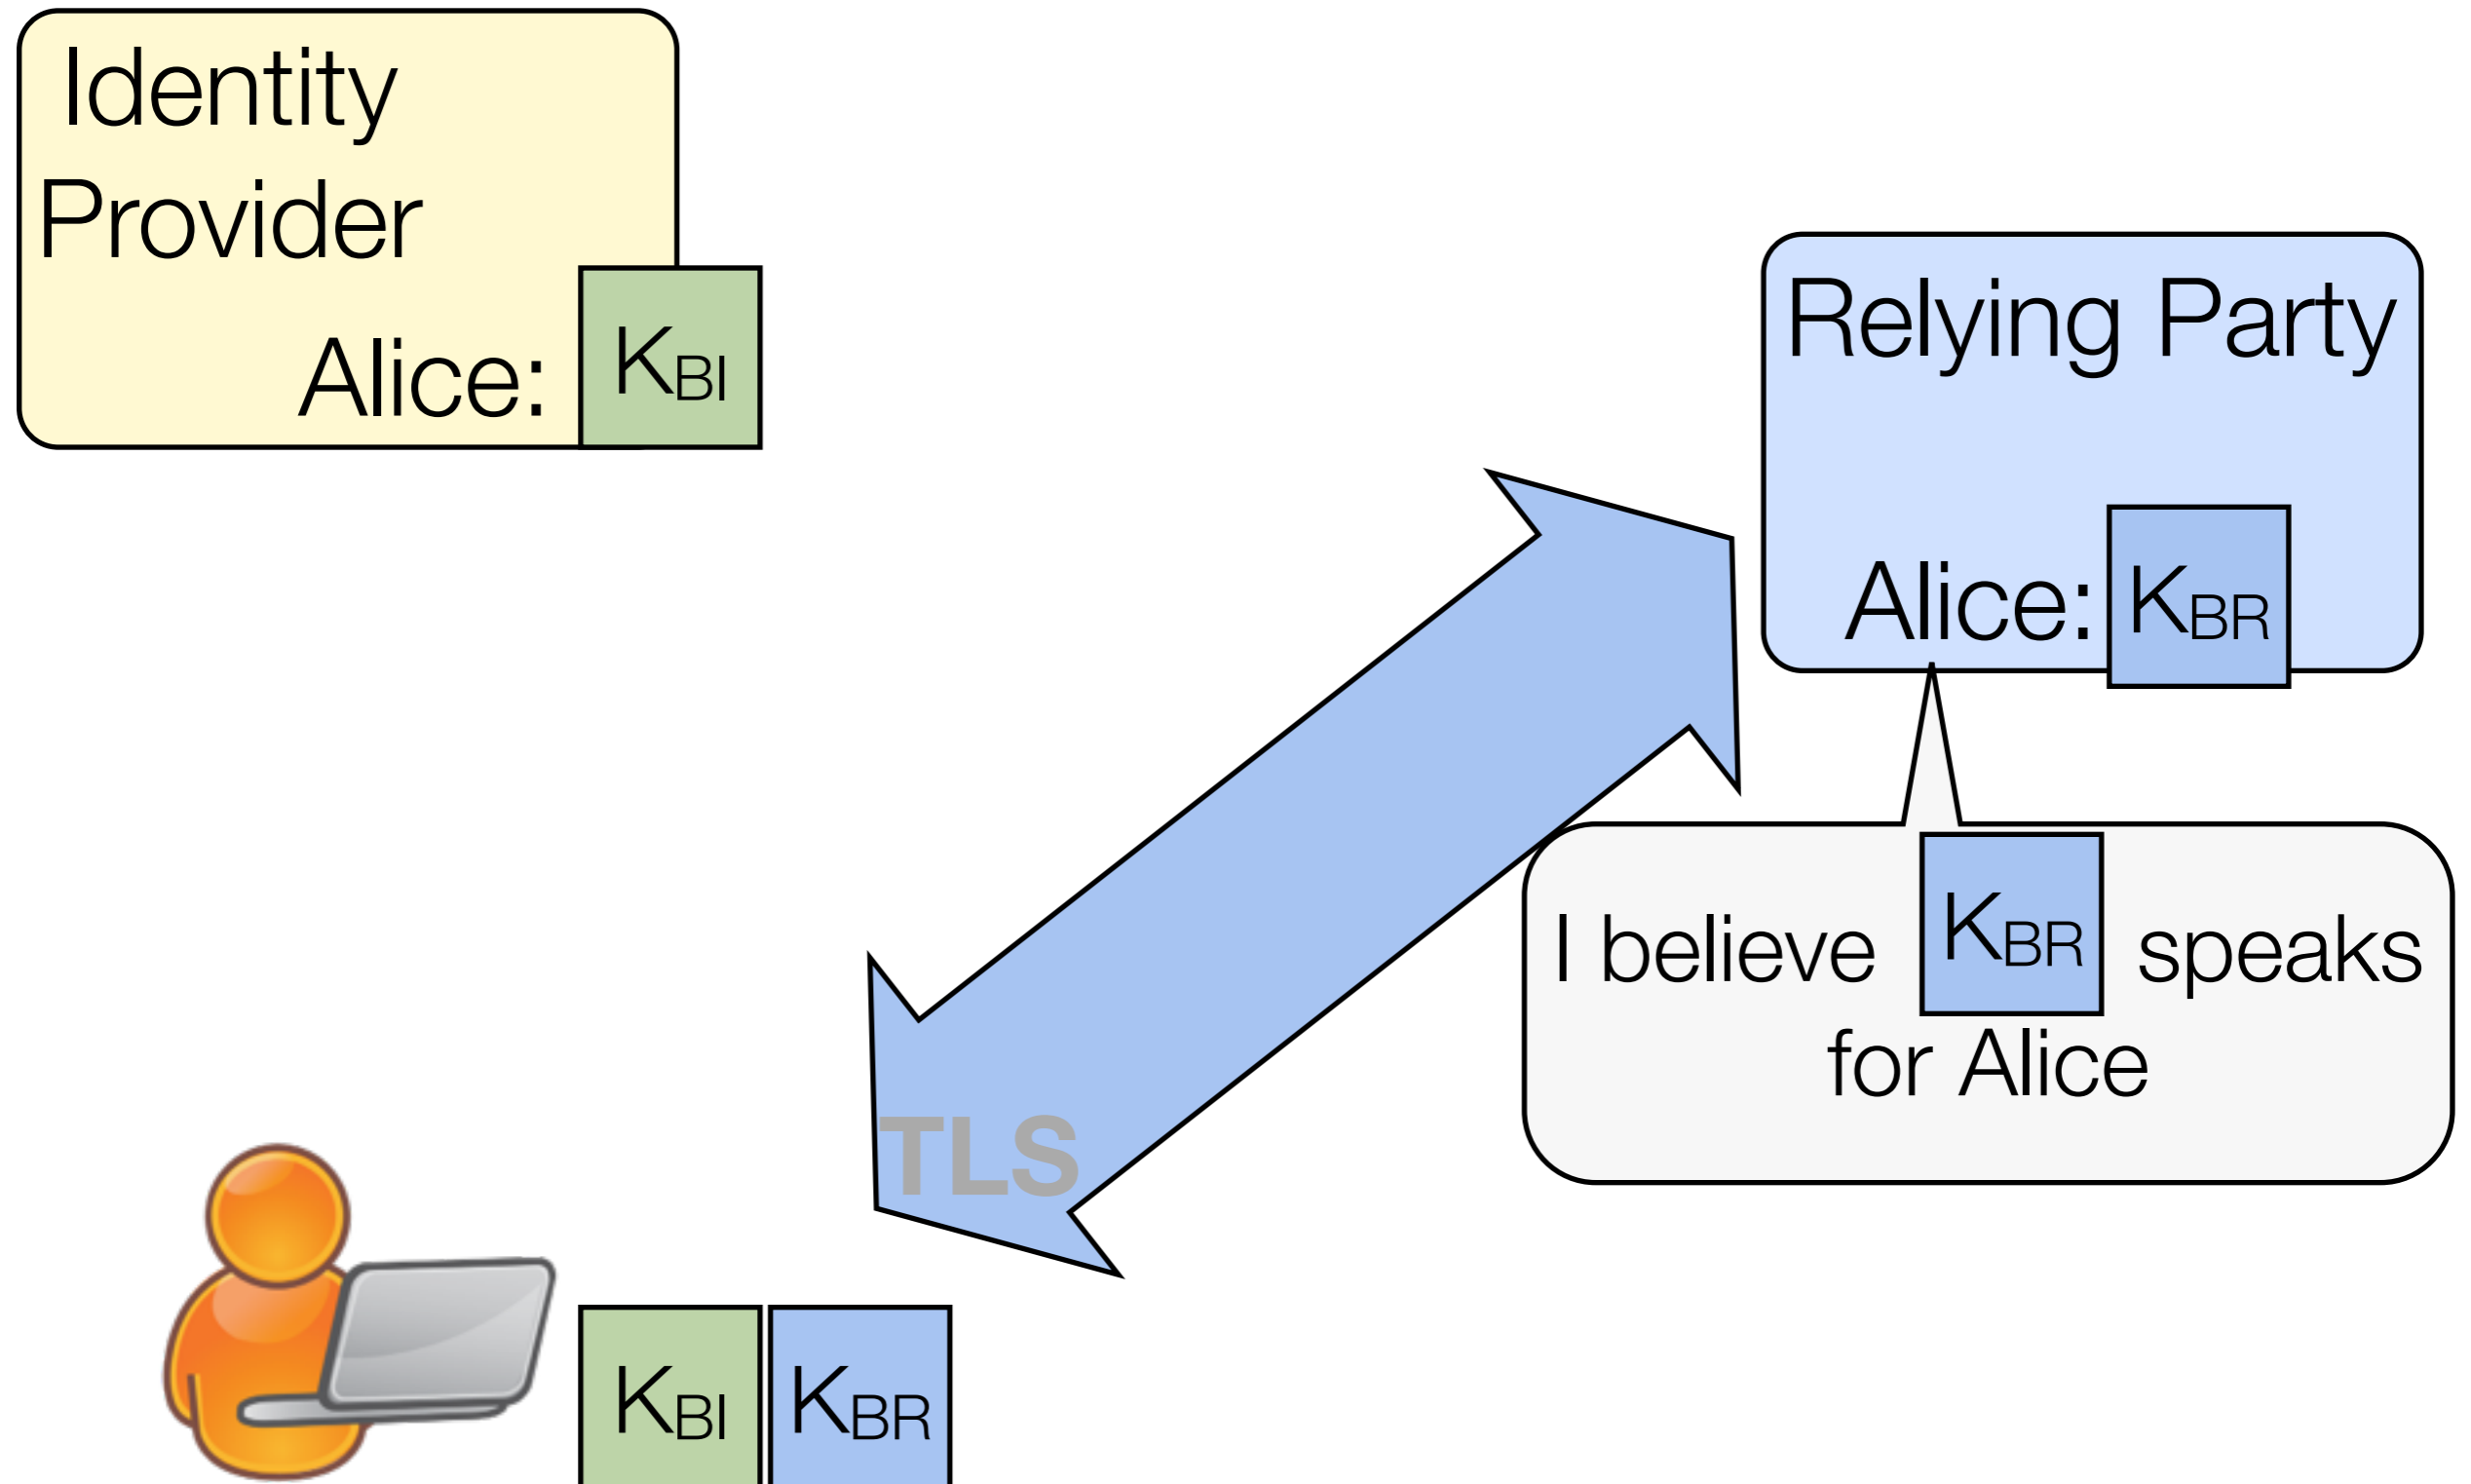 Identity
Provider
Alice: KBI
Relying Party
Alice: KBR
I believe KBR speaks
for Alice
TLS
KBI KBR